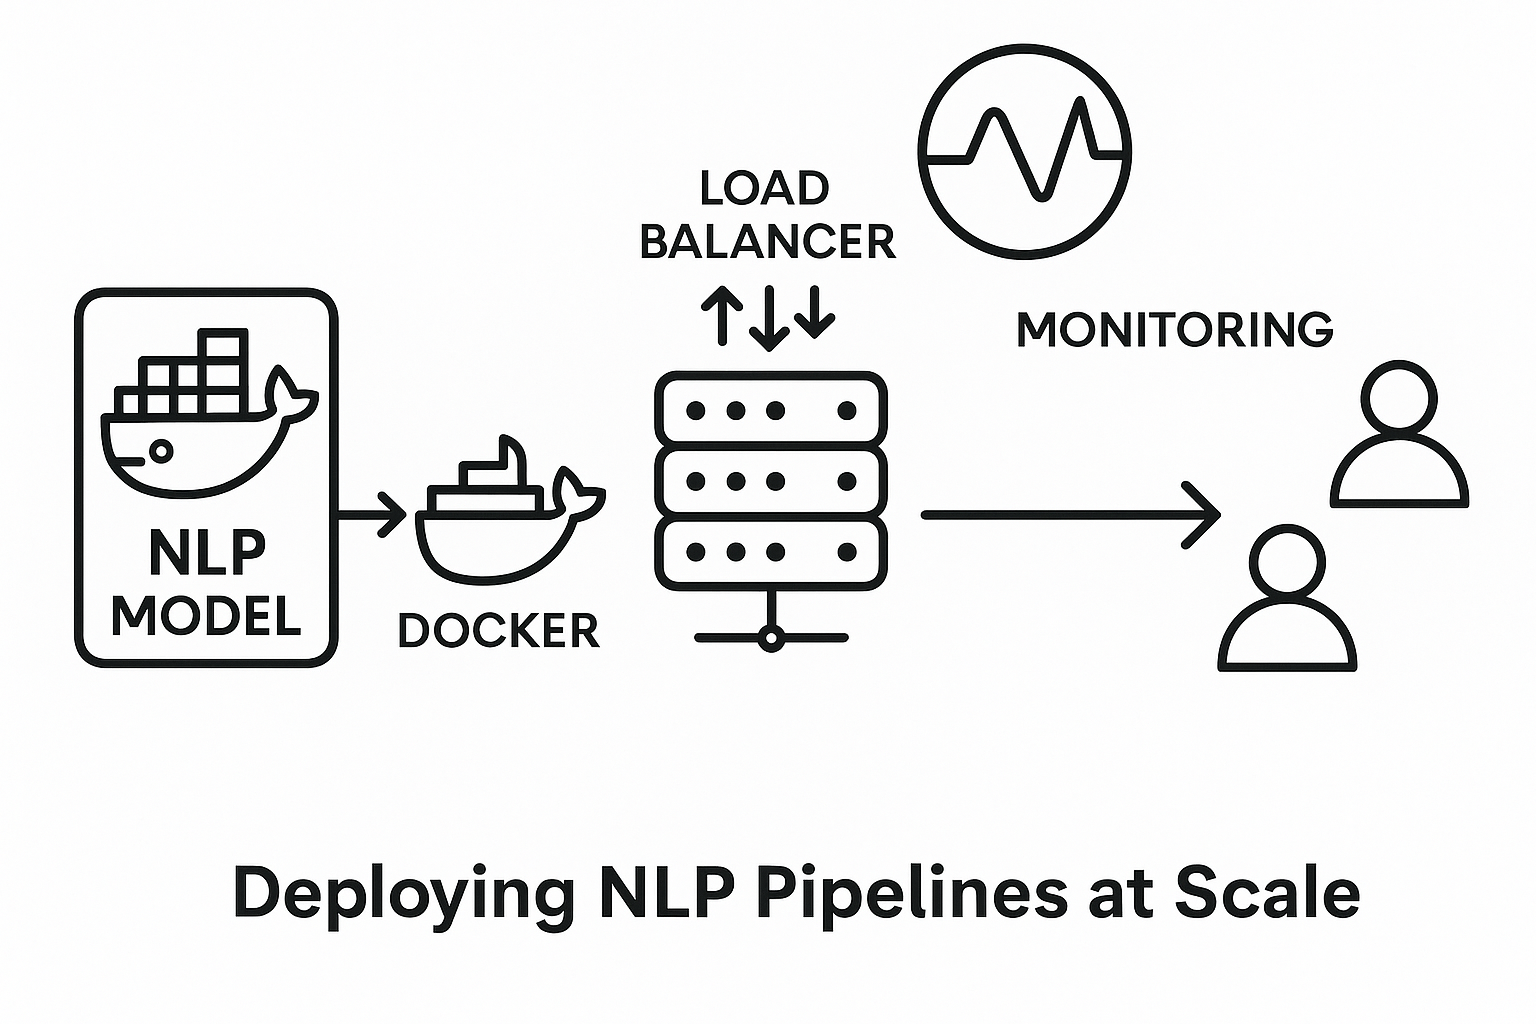 LOAD
BALANCER
MONITORING
NLP
MODEL
DOCKER
Deploying NLP Pipelines at Scale